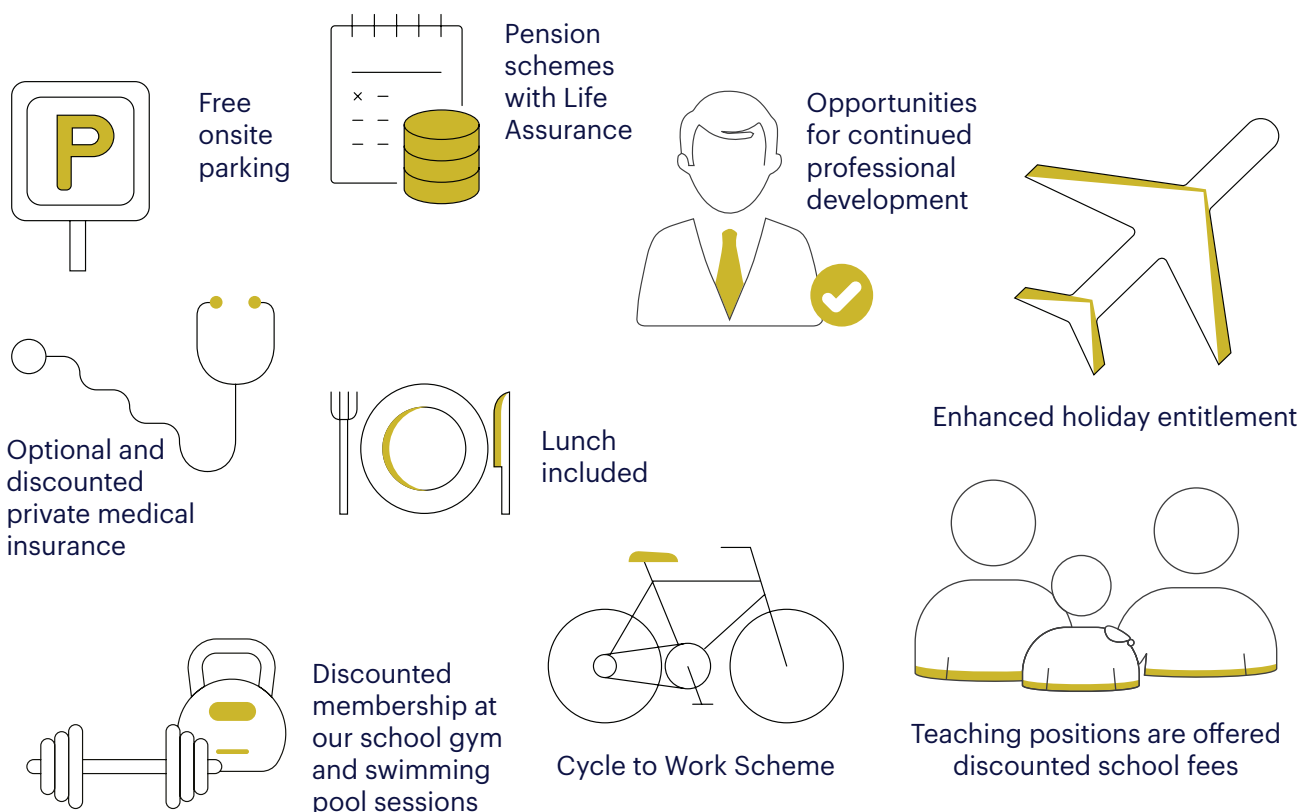 P
Free
onsite
parking
Pension
schemes
with Life
Assurance
Opportunities
for continued
professional
development
Enhanced holiday entitlement
Optional and
discounted
private medical
insurance
Lunch
included
Discounted
membership at
our school gym
and swimming
pool sessions
Cycle to Work Scheme
Teaching positions are offered
discounted school fees